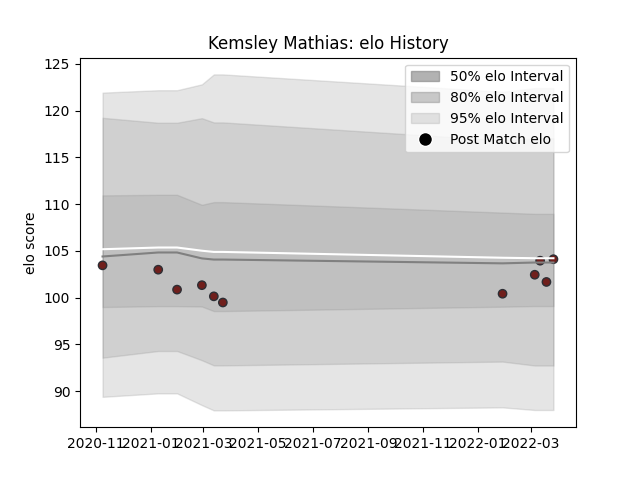 Kemsley Mathias: elo History
50% elo Interval
80% elo Interval
95% elo Interval
Post Match elo
elo score
125
120
115
110
105
100
95
90
2020-11 2021-01 2021-03 2021-05 2021-07 2021-09 2021-11 2022-01 2022-03